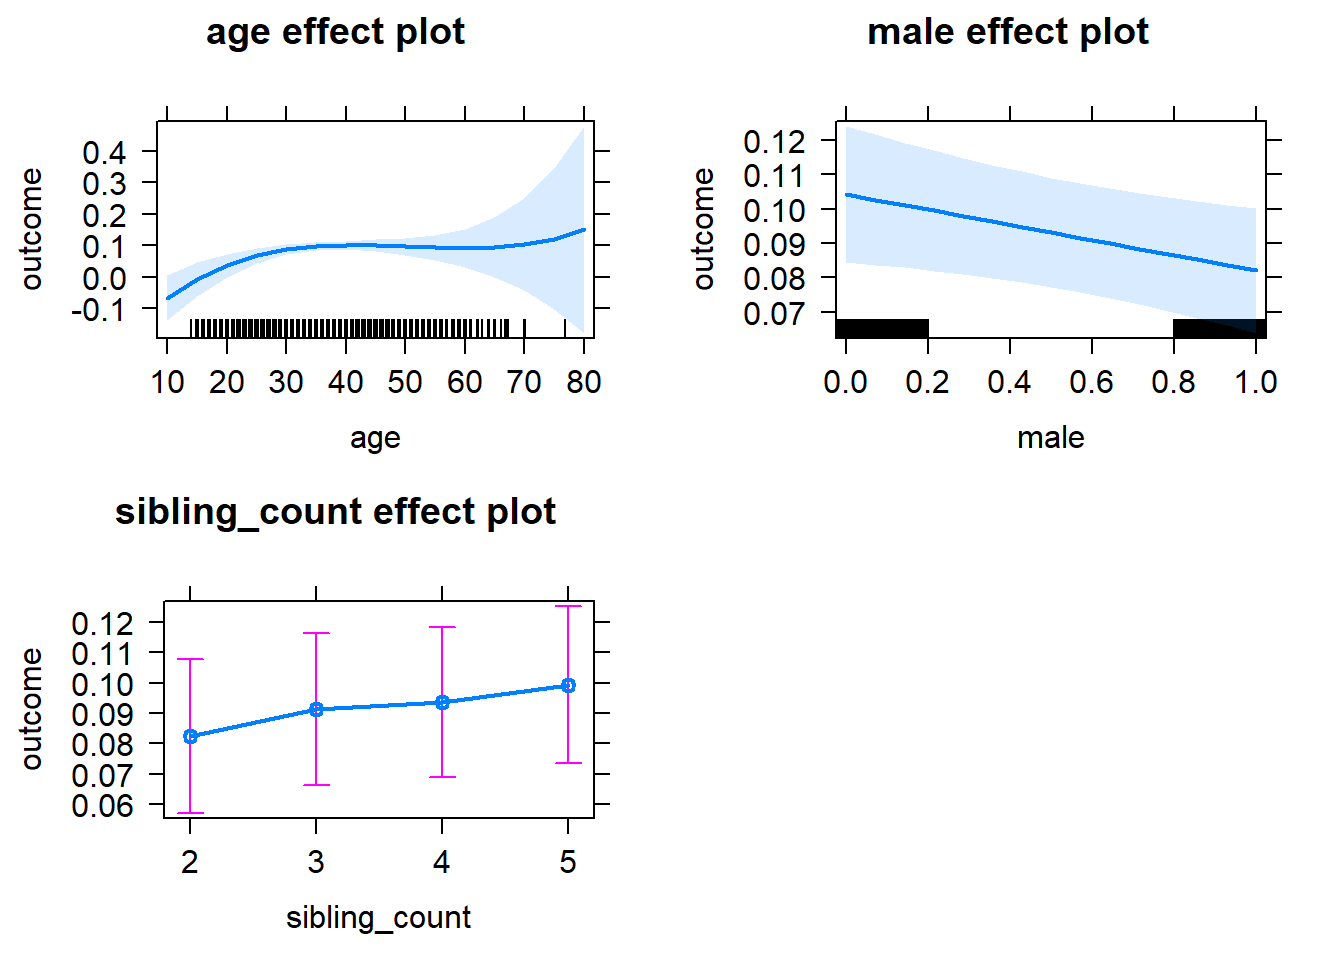 age effect plot
outcome
0.4
0.3
0.2
0.1
0.0
-0.1
10 20 30 40 50 60 70 80
age
male effect plot
outcome
0.12
0.11
0.10
0.09
0.08
0.07
0.0 0.2 0.4 0.6 0.8 1.0
male
sibling_count effect plot
outcome
0.12
0.11
0.10
0.09
0.08
0.07
0.06
2 3 4 5
sibling_count